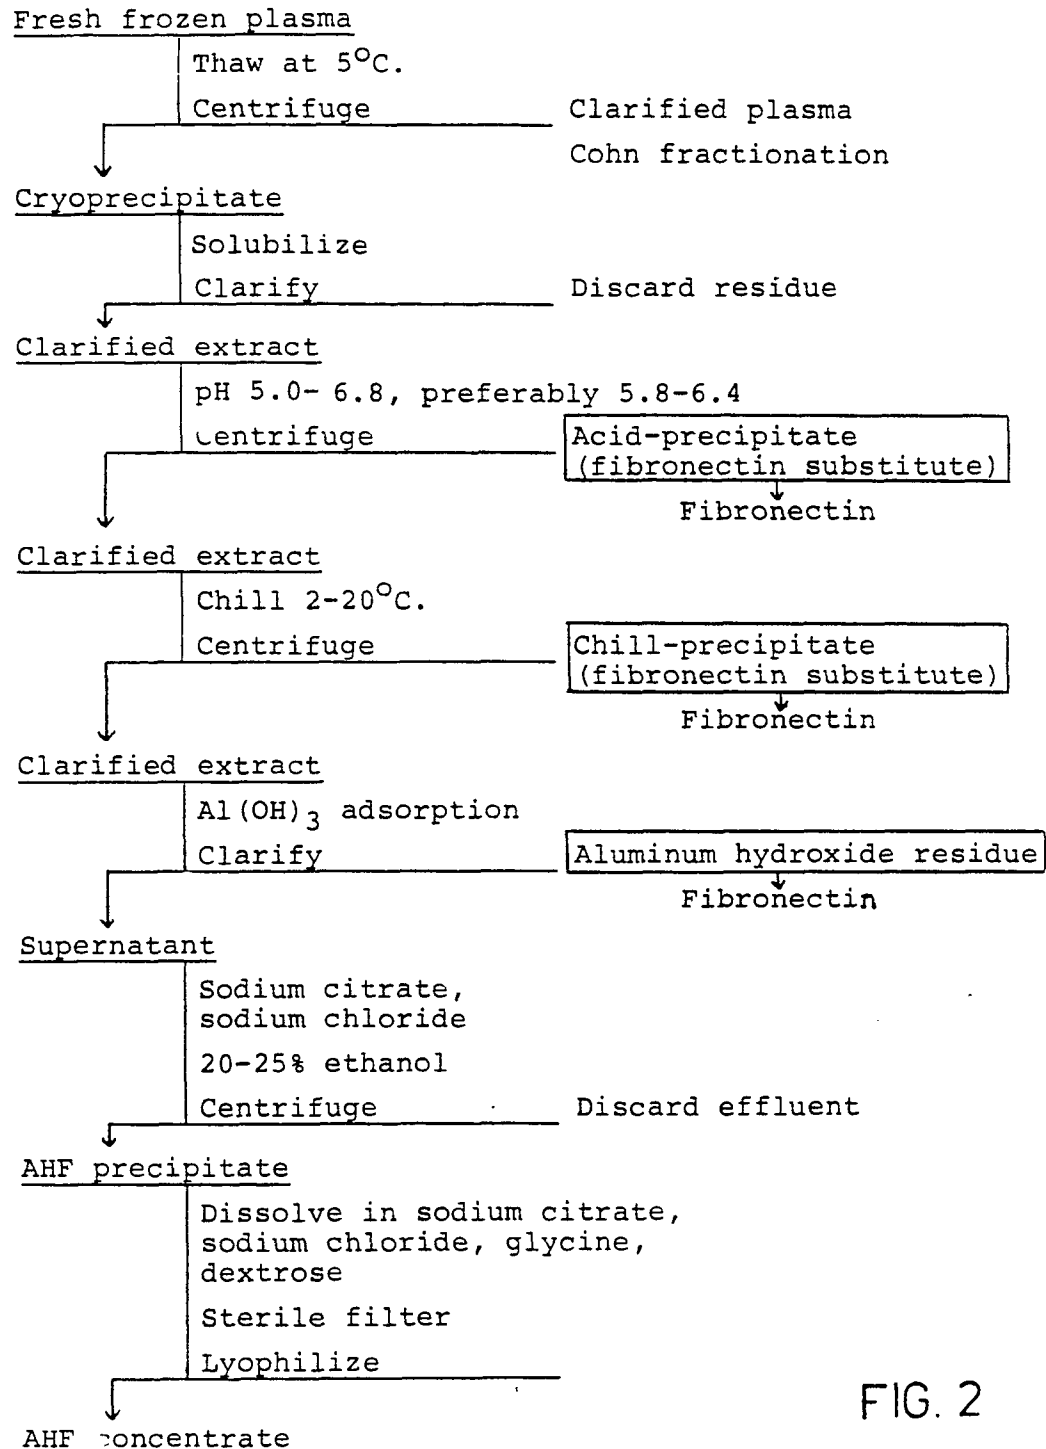 Fresh frozen plasma
Thaw at 5°C.
Centrifuge
Clarified plasma
Cohn fractionation
Cryoprecipitate
Solubilize
Clarify
Discard residue
Clarified extract
pH 5.0-6.8, preferably 5.8-6.4
Centrifuge
Acid-precipitate
(fibronectin substitute)
Fibronectin
Clarified extract
Chill 2-20°C.
Centrifuge
Chill-precipitate
(fibronectin substitute)
Fibronectin
Clarified extract
Al(OH)3 adsorption
Clarify
Aluminum hydroxide residue
Fibronectin
Supernatant
Sodium citrate,
sodium chloride
20-25% ethanol
Centrifuge
Discard effluent
AHF precipitate
Dissolve in sodium citrate,
sodium chloride, glycine,
dextrose
Sterile filter
Lyophilize
AHF concentrate
FIG. 2